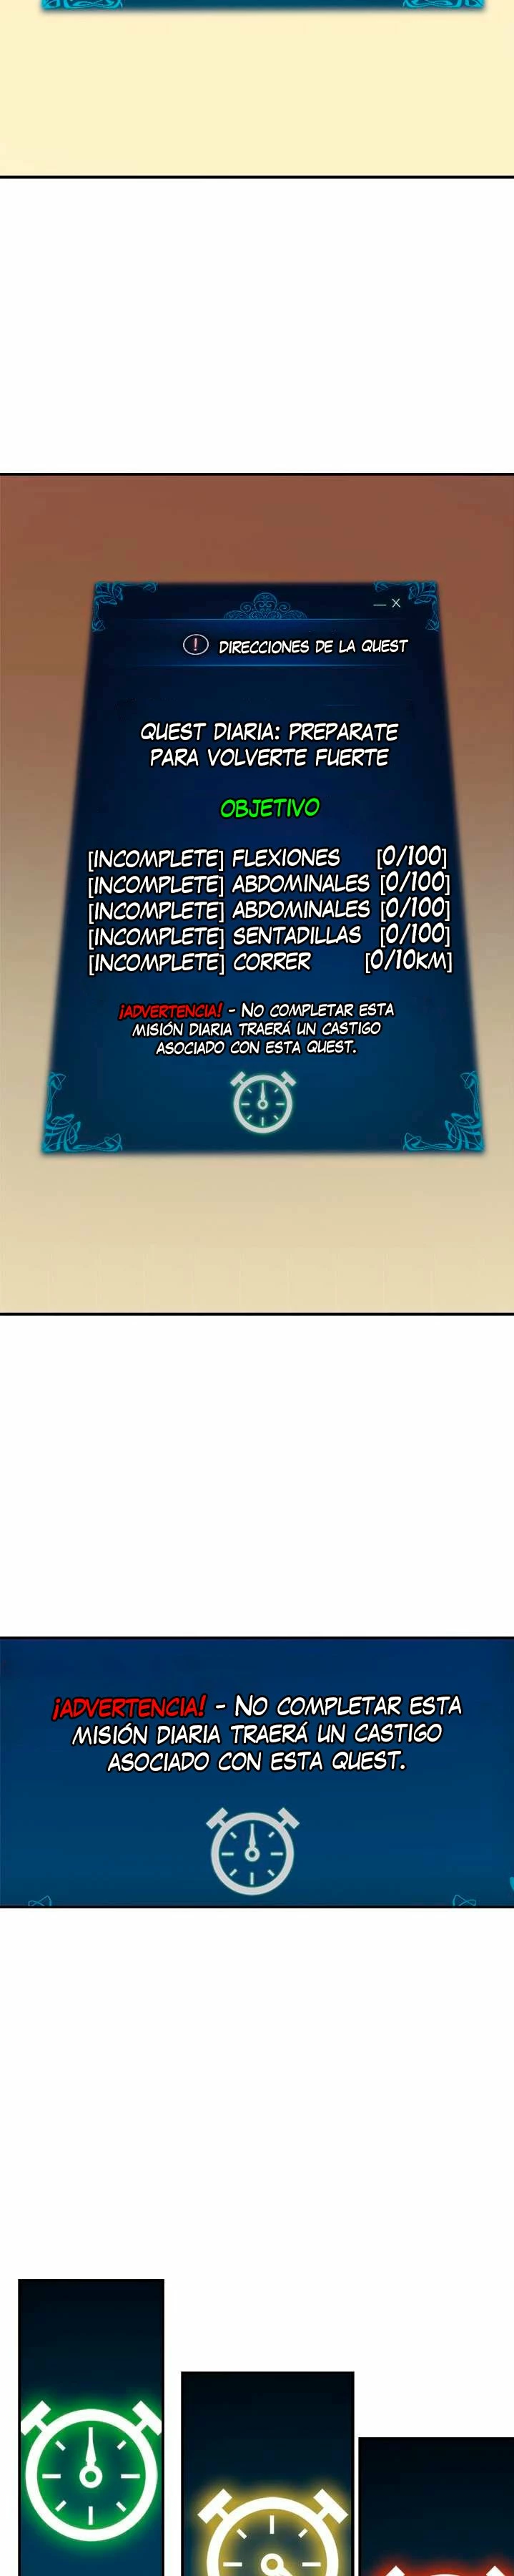 — X
! DIRECCIONES DE LA QUEST
QUEST DIARIA: PREPARATE
PARA VOLVERTE FUERTE
OBJETIVO
[INCOMPLETE] FLEXIONES [0/100]
[INCOMPLETE] ABDOMINALES [0/100]
[INCOMPLETE] ABDOMINALES [0/100]
[INCOMPLETE] SENTADILLAS [0/100]
[INCOMPLETE] CORRER [0/10KM]
¡ADVERTENCIA! - NO COMPLETAR ESTA
MISIÓN DIARIA TRAERÁ UN CASTIGO
ASOCIADO CON ESTA QUEST.
¡ADVERTENCIA! - NO COMPLETAR ESTA
MISIÓN DIARIA TRAERÁ UN CASTIGO
ASOCIADO CON ESTA QUEST.